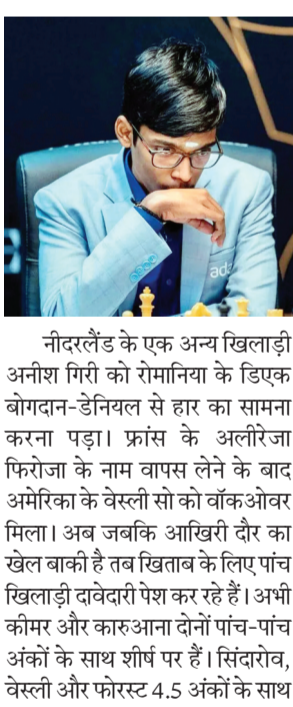 ada
नीदरलैंड के एक अन्य खिलाड़ी
अनीश गिरी को रोमानिया के डिएक
बोगदान-डेनियल से हार का सामना
करना पड़ा। फ्रांस के अलीरेजा
फिरोजा के नाम वापस लेने के बाद
अमेरिका के वेस्ली सो को वॉकओवर
मिला। अब जबकि आखिरी दौर का
खेल बाकी है तब खिताब के लिए पांच
खिलाड़ी दावेदारी पेश कर रहे हैं। अभी
कीमर और कारुआना दोनों पांच-पांच
अंकों के साथ शीर्ष पर हैं। सिंदारोव,
वेस्ली और फोरस्ट 4.5 अंकों के साथ